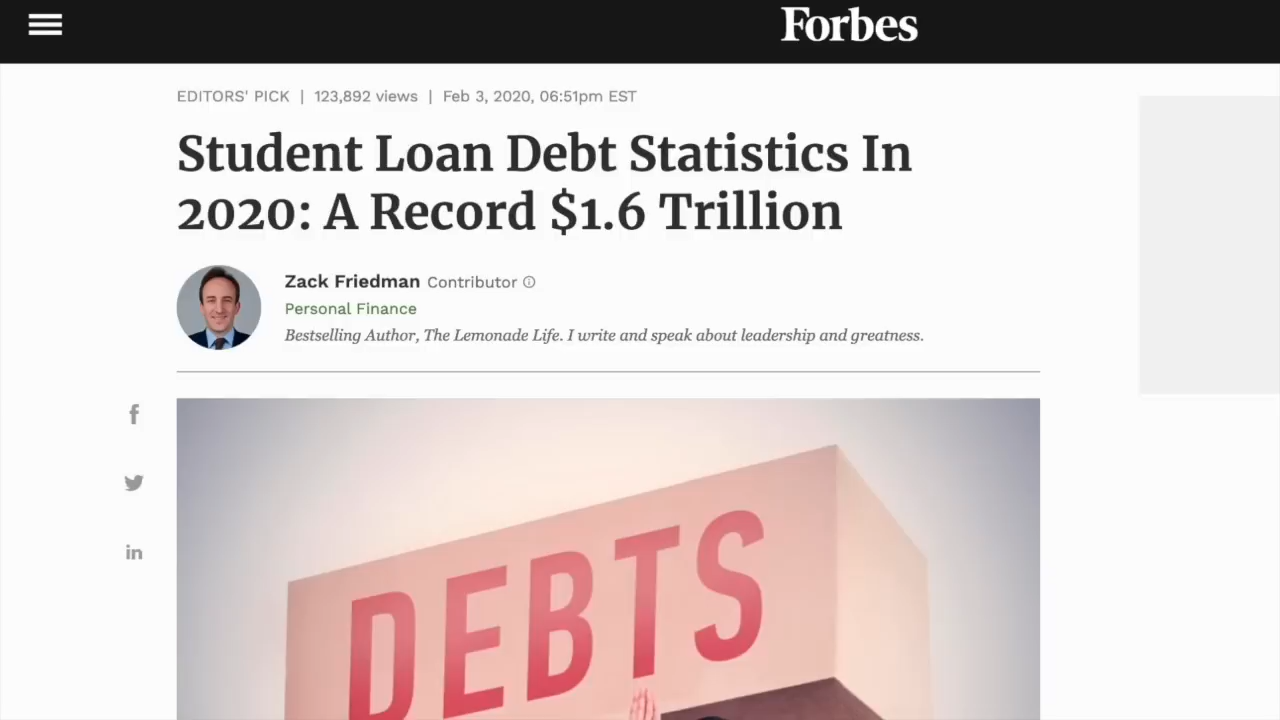 Forbes
EDITORS' PICK | 123,892 views | Feb 3, 2020, 06:51pm EST
Student Loan Debt Statistics In
2020: A Record $1.6 Trillion
Zack Friedman Contributor
Personal Finance
Bestselling Author, The Lemonade Life. I write and speak about leadership and greatness.
DEBTS